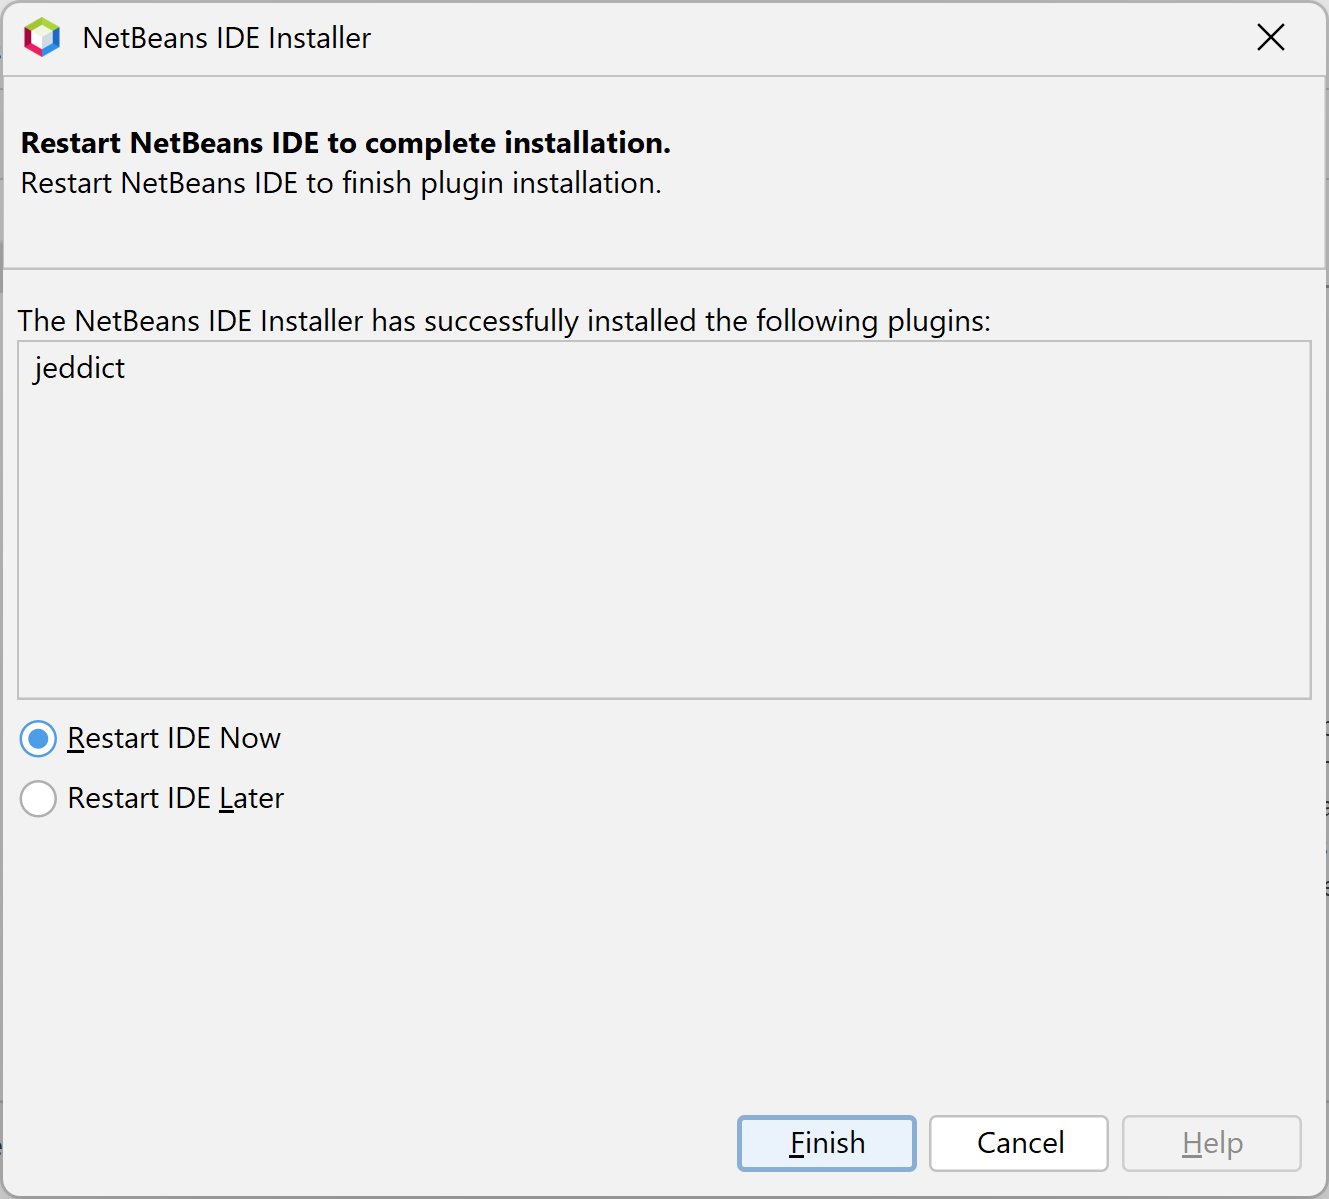 NetBeans IDE Installer
Restart NetBeans IDE to complete installation.
Restart NetBeans IDE to finish plugin installation.
The NetBeans IDE Installer has successfully installed the following plugins:
jeddict
Restart IDE Now
Restart IDE Later
Finish
Cancel
Help